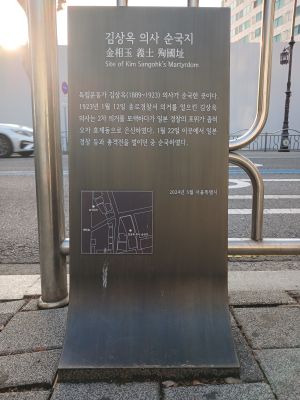 김상옥 의사 순국지
金相玉 義士 殉國址
Site of Kim Sangohk's Martyrdom
독립운동가 김상옥(1889~1923) 의사가 순국한 곳이다.
1923년 1월 12일 종로경찰서 의거를 일으킨 김상옥
의사는 2차 의거를 모색하다가 일본 경찰의 포위가 좁혀
오자 효제동으로 은신하였다. 1월 22일 이곳에서 일본
경찰 등과 총격전을 벌이던 중 순국하였다.
2024년 5월 서울특별시